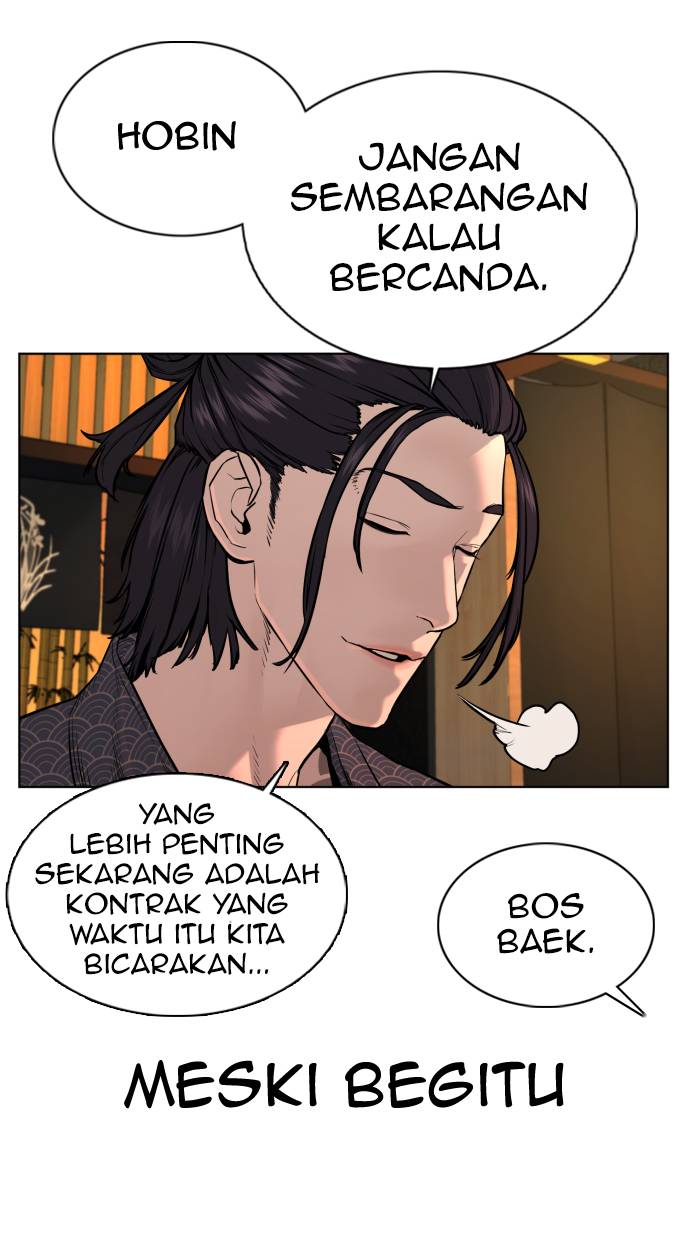 HOBIN
JANGAN
SEMBARANGAN
KALAU
BERCANDA.
YANG
LEBIH PENTING
SEKARANG ADALAH
KONTRAK YANG
WAKTU ITU KITA
BICARAKAN...
BOS
BAEK.
MESKI BEGITU